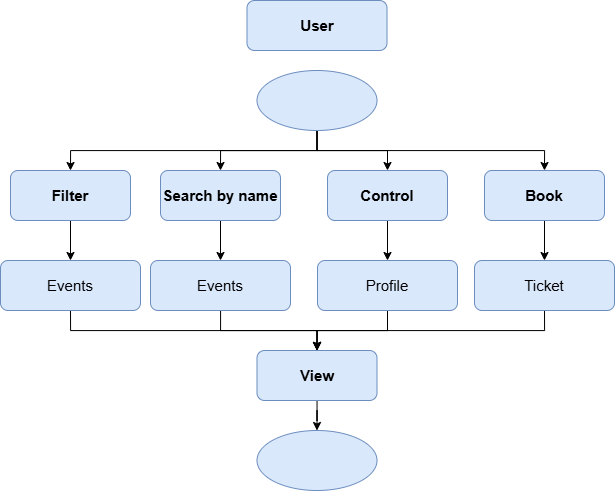 User
Filter
Search by name
Control
Book
Events
Events
Profile
Ticket
View